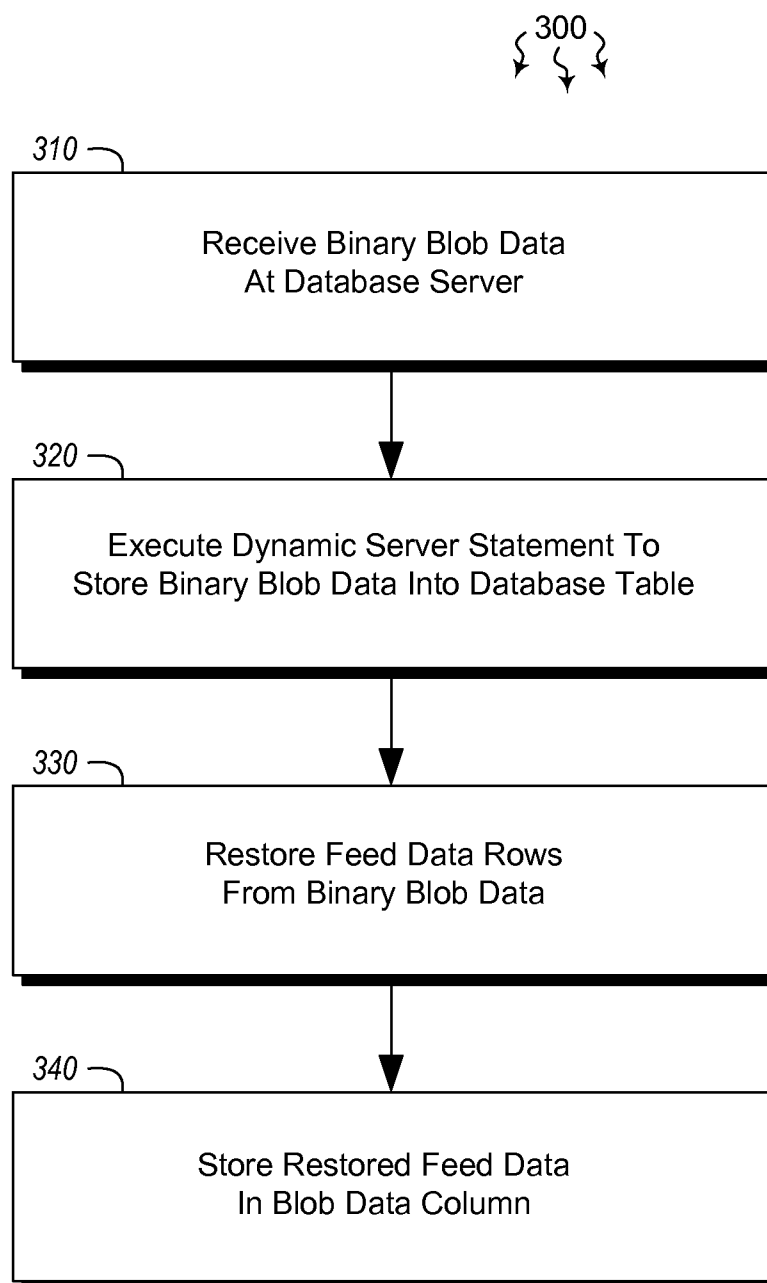 300
310
Receive Binary Blob Data
At Database Server
320
Execute Dynamic Server Statement To
Store Binary Blob Data Into Database Table
330
Restore Feed Data Rows
From Binary Blob Data
340
Store Restored Feed Data
In Blob Data Column